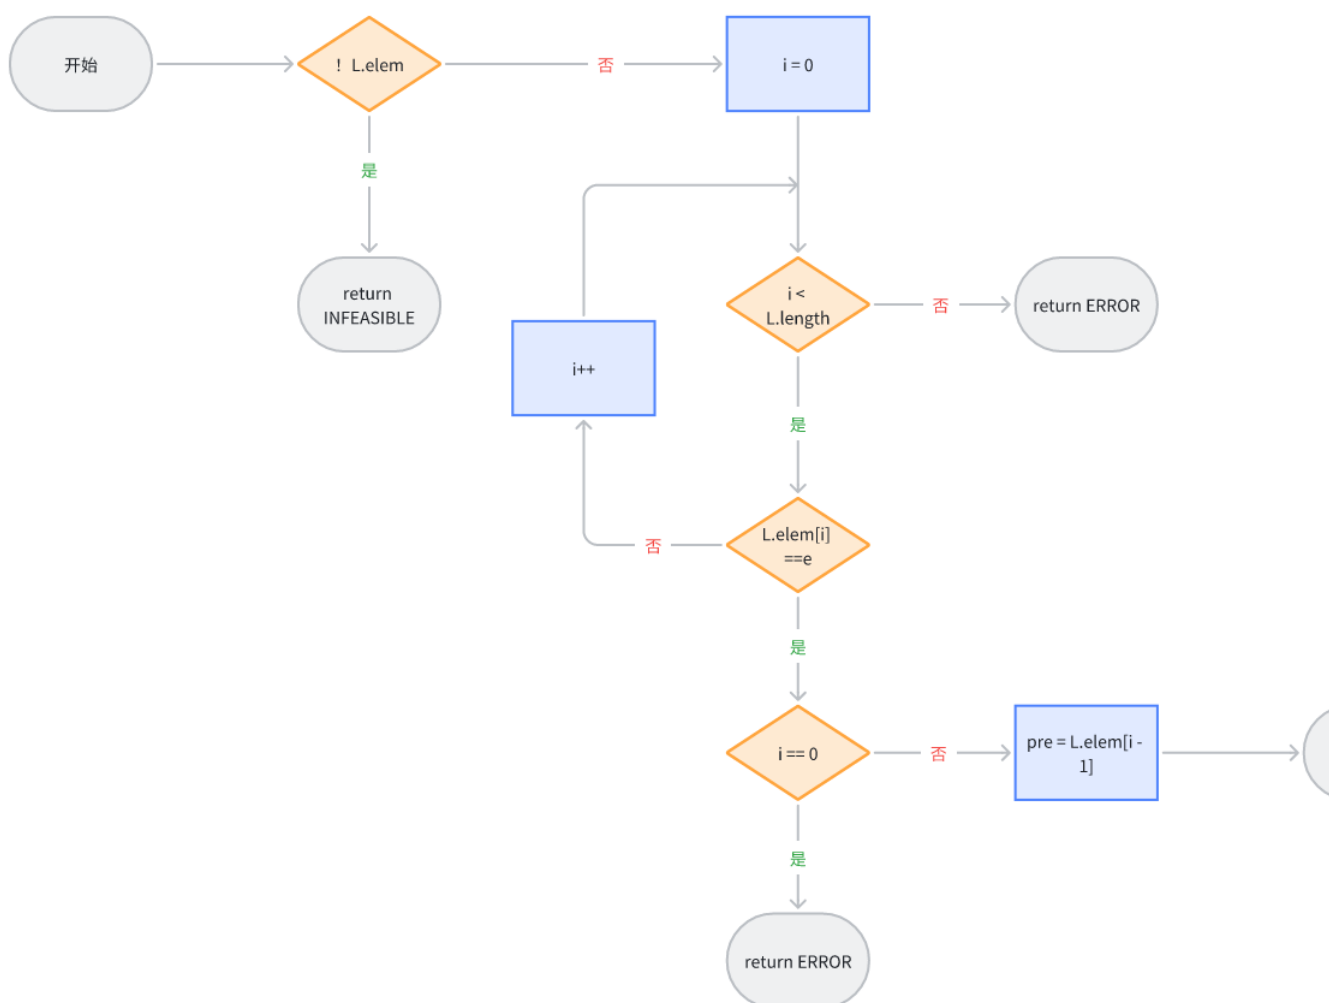 开始
！ L.elem
否
i = 0
是
return
INFEASIBLE
i <
L.length
否
return ERROR
i++
是
L.elem[i]
==e
否
是
i == 0
否
pre = L.elem[i -
1]
是
return ERROR